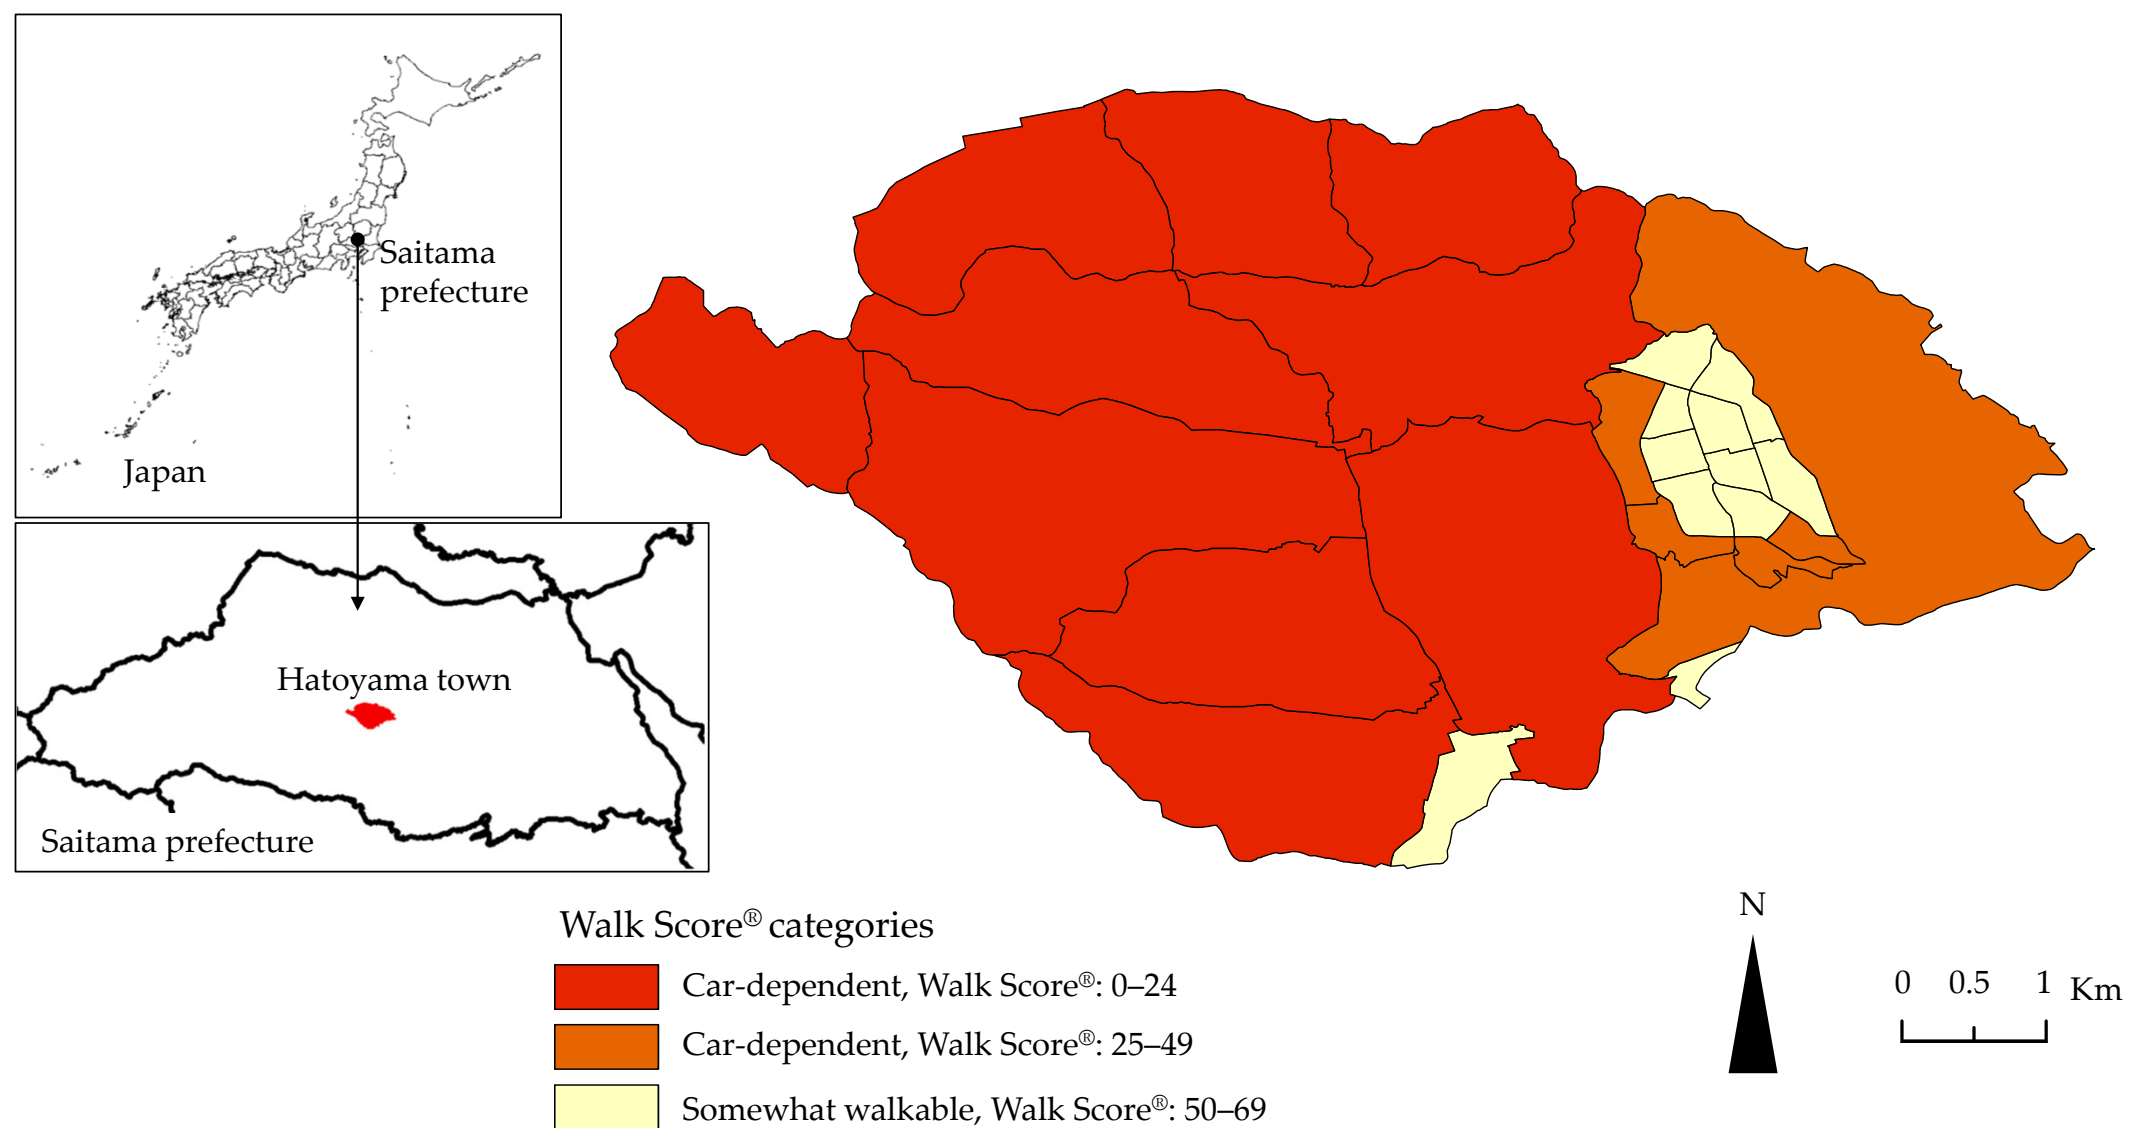 Saitama
prefecture
Japan
Hatoyama town
Saitama prefecture
Walk Score® categories
Car-dependent, Walk Score®: 0–24
Car-dependent, Walk Score®: 25–49
Somewhat walkable, Walk Score®: 50–69
N
0 0.5 1 Km